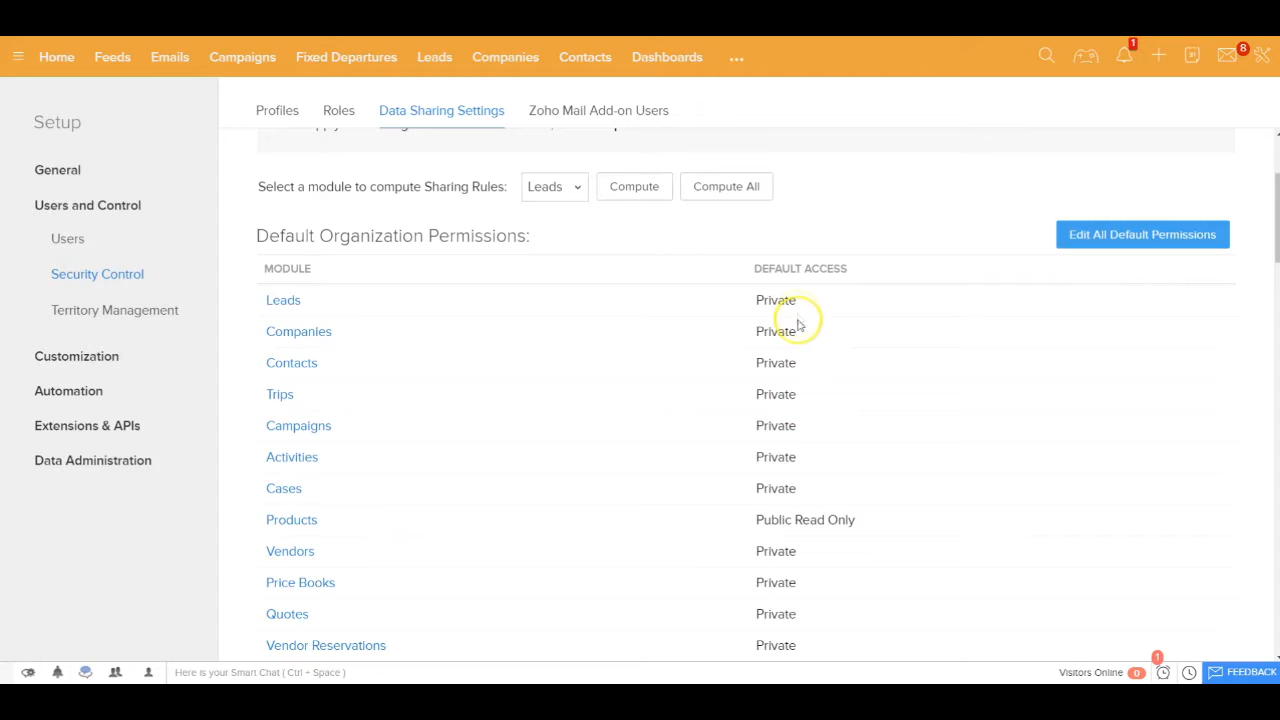 Home Feeds Emails Campaigns Fixed Departures Leads Companies Contacts Dashboards ... 1 8
Setup
General
Users and Control
Users
Security Control
Territory Management
Customization
Automation
Extensions & APIs
Data Administration
Profiles Roles Data Sharing Settings Zoho Mail Add-on Users
Select a module to compute Sharing Rules: Leads Compute Compute All
Default Organization Permissions: Edit All Default Permissions
MODULE DEFAULT ACCESS
Leads Private
Companies Private
Contacts Private
Trips Private
Campaigns Private
Activities Private
Cases Private
Products Public Read Only
Vendors Private
Price Books Private
Quotes Private
Vendor Reservations Private
Here is your Smart Chat ( Ctrl + Space ) Visitors Online 0 1 FEEDBACK